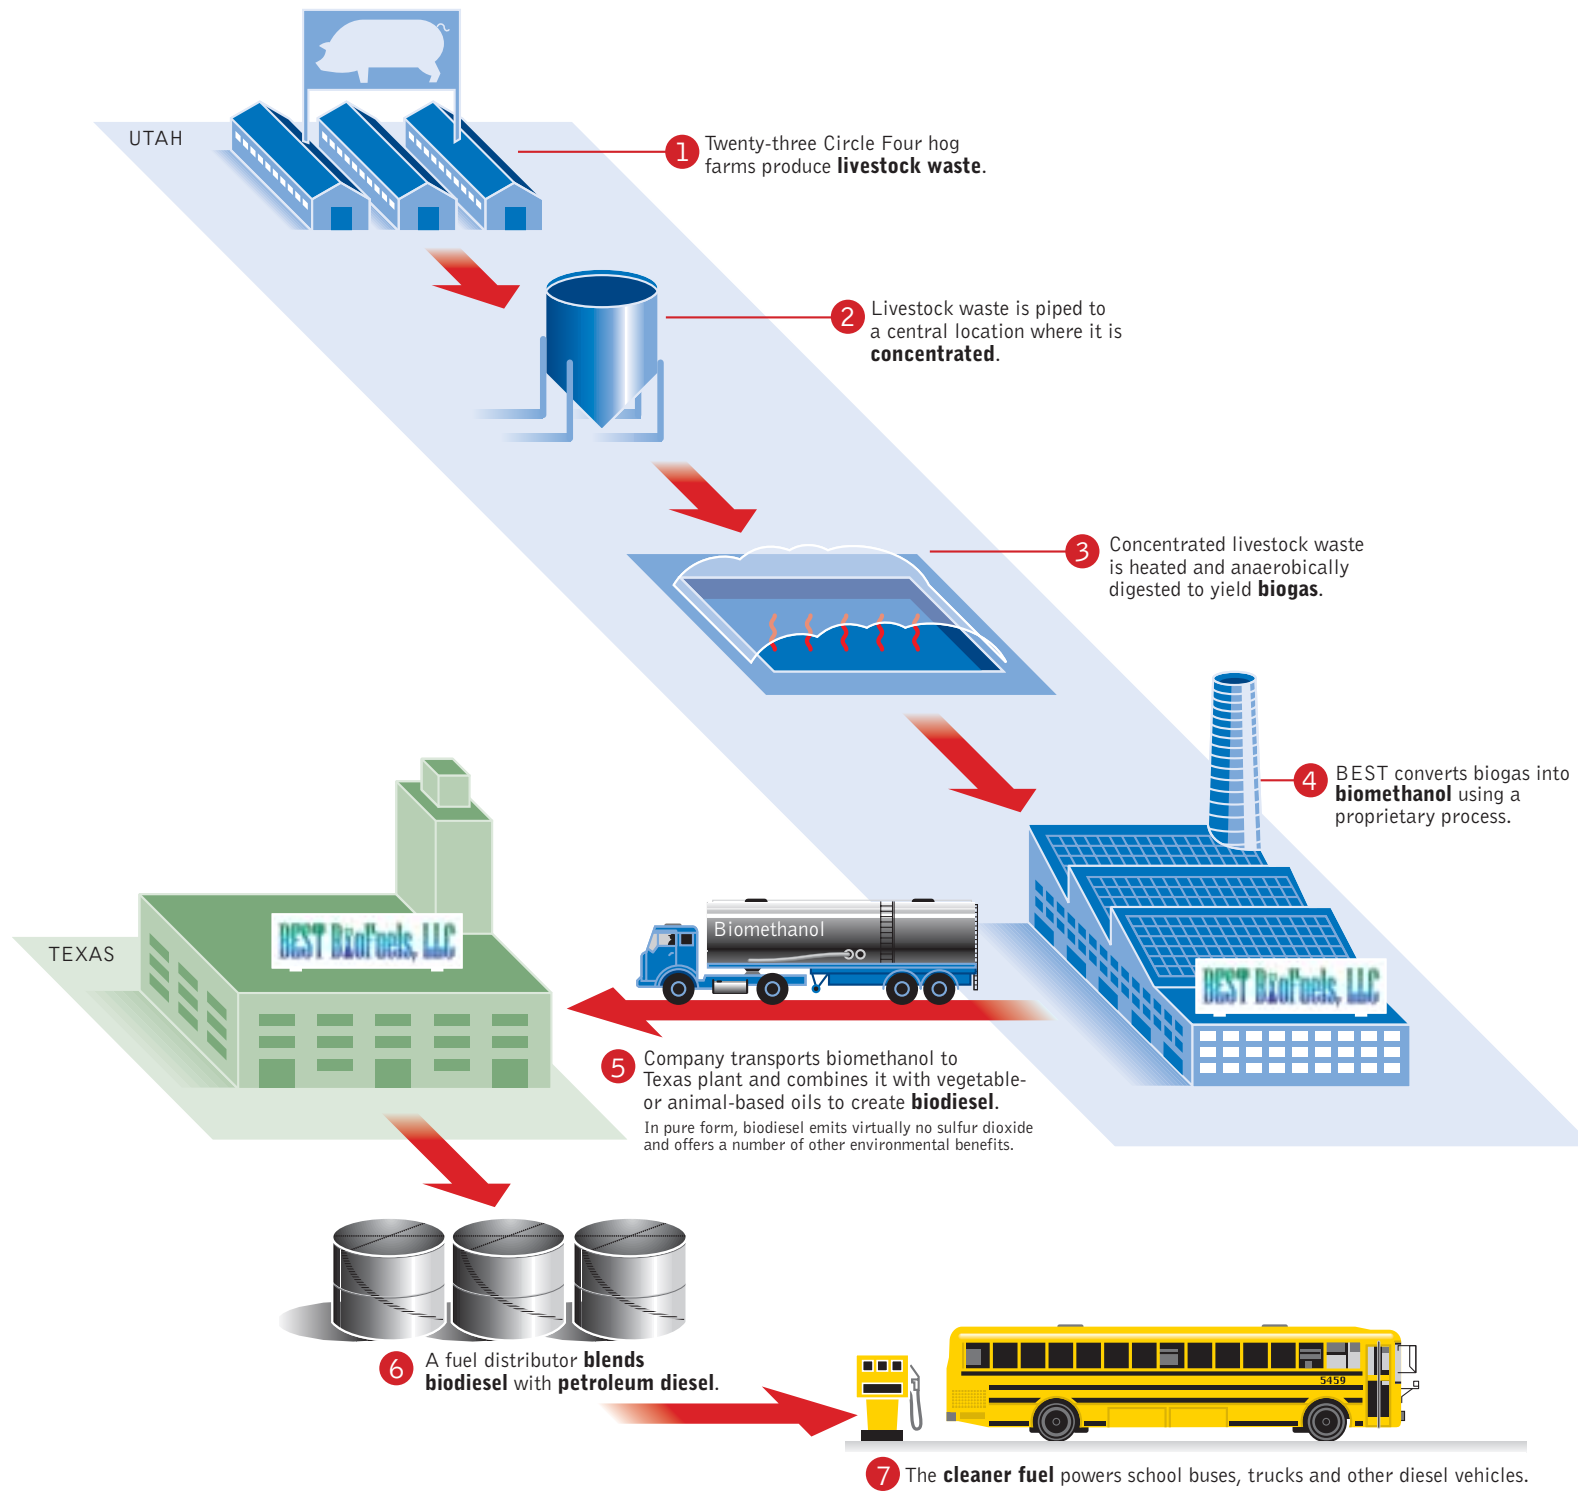 UTAH
1 Twenty-three Circle Four hog
farms produce livestock waste.
2 Livestock waste is piped to
a central location where it is
concentrated.
3 Concentrated livestock waste
is heated and anaerobically
digested to yield biogas.
4 BEST converts biogas into
biomethanol using a
proprietary process.
BEST BioFuels, LLC
Biomethanol
TEXAS
BEST BioFuels, LLC
5 Company transports biomethanol to
Texas plant and combines it with vegetable-
or animal-based oils to create biodiesel.
In pure form, biodiesel emits virtually no sulfur dioxide
and offers a number of other environmental benefits.
6 A fuel distributor blends
biodiesel with petroleum diesel.
5459
7 The cleaner fuel powers school buses, trucks and other diesel vehicles.